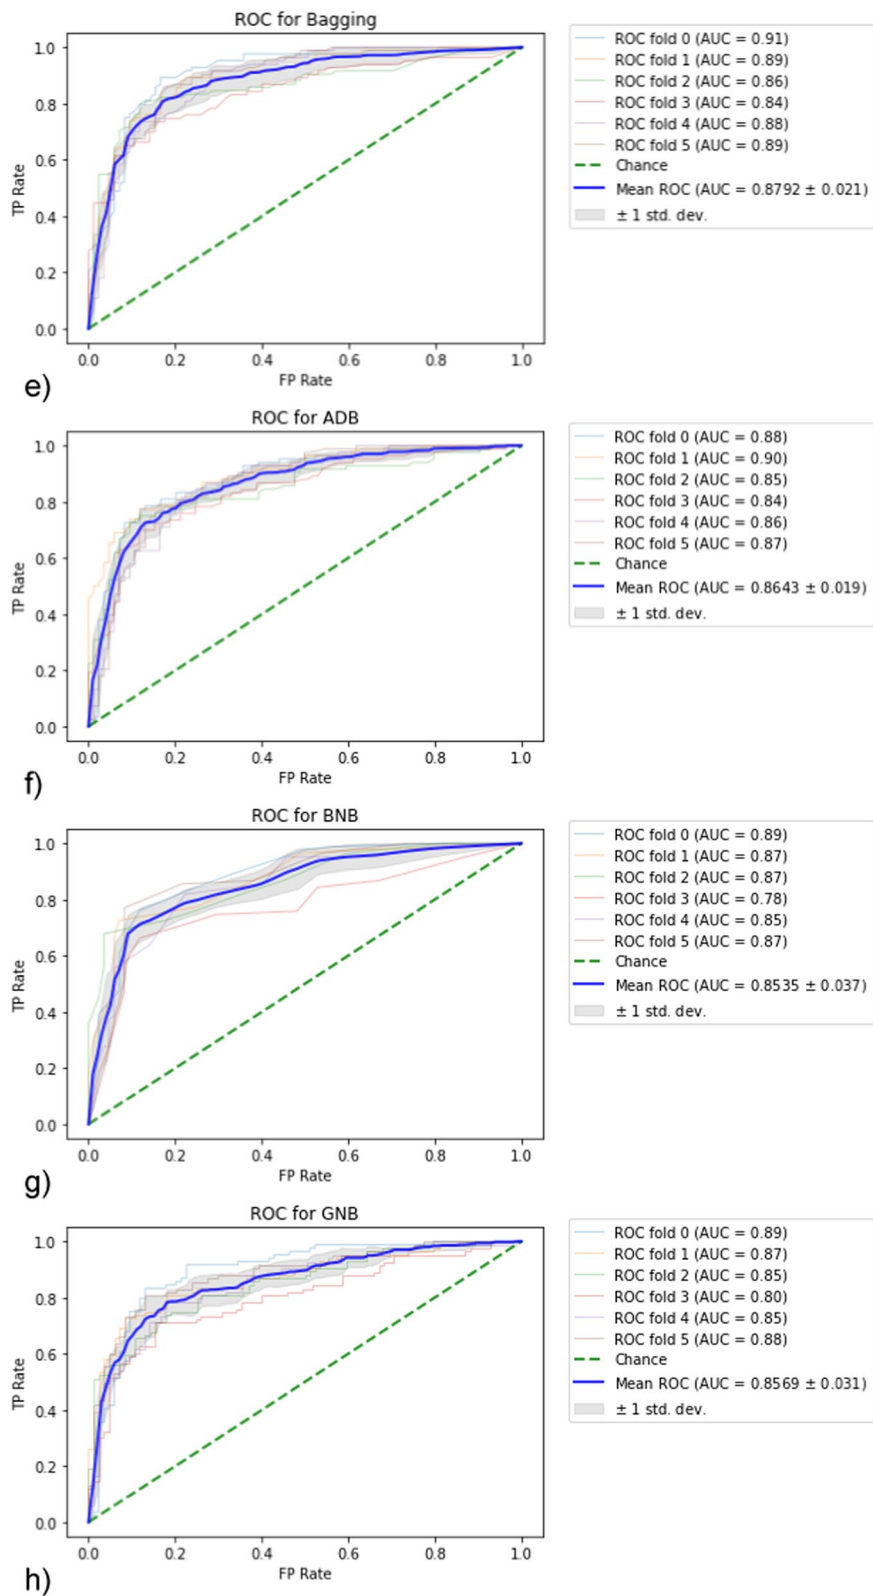 ROC for Bagging
1.0
0.8
0.6
0.4
0.2
0.0
TP Rate
0.0 0.2 0.4 0.6 0.8 1.0
FP Rate
ROC fold 0 (AUC = 0.91)
ROC fold 1 (AUC = 0.89)
ROC fold 2 (AUC = 0.86)
ROC fold 3 (AUC = 0.84)
ROC fold 4 (AUC = 0.88)
ROC fold 5 (AUC = 0.89)
Chance
Mean ROC (AUC = 0.8792 ± 0.021)
± 1 std. dev.
e)
ROC for ADB
1.0
0.8
0.6
0.4
0.2
0.0
TP Rate
0.0 0.2 0.4 0.6 0.8 1.0
FP Rate
ROC fold 0 (AUC = 0.88)
ROC fold 1 (AUC = 0.90)
ROC fold 2 (AUC = 0.85)
ROC fold 3 (AUC = 0.84)
ROC fold 4 (AUC = 0.86)
ROC fold 5 (AUC = 0.87)
Chance
Mean ROC (AUC = 0.8643 ± 0.019)
± 1 std. dev.
f)
ROC for BNB
1.0
0.8
0.6
0.4
0.2
0.0
TP Rate
0.0 0.2 0.4 0.6 0.8 1.0
FP Rate
ROC fold 0 (AUC = 0.89)
ROC fold 1 (AUC = 0.87)
ROC fold 2 (AUC = 0.87)
ROC fold 3 (AUC = 0.78)
ROC fold 4 (AUC = 0.85)
ROC fold 5 (AUC = 0.87)
Chance
Mean ROC (AUC = 0.8535 ± 0.037)
± 1 std. dev.
g)
ROC for GNB
1.0
0.8
0.6
0.4
0.2
0.0
TP Rate
0.0 0.2 0.4 0.6 0.8 1.0
FP Rate
ROC fold 0 (AUC = 0.89)
ROC fold 1 (AUC = 0.87)
ROC fold 2 (AUC = 0.85)
ROC fold 3 (AUC = 0.80)
ROC fold 4 (AUC = 0.85)
ROC fold 5 (AUC = 0.88)
Chance
Mean ROC (AUC = 0.8569 ± 0.031)
± 1 std. dev.
h)